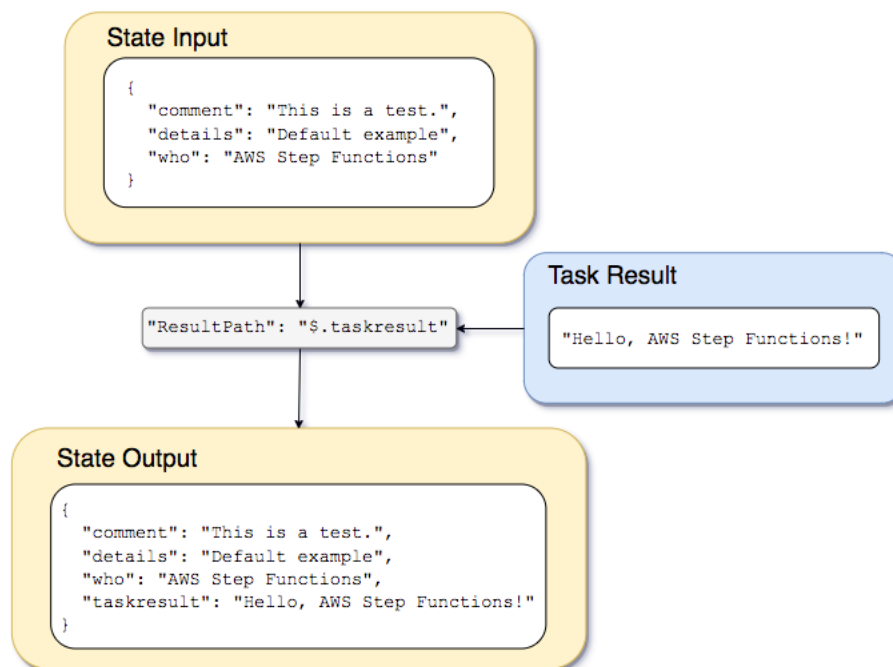 State Input
{
  "comment": "This is a test.",
  "details": "Default example",
  "who": "AWS Step Functions"
}
Task Result
"ResultPath": "$.taskresult"
"Hello, AWS Step Functions!"
State Output
{
  "comment": "This is a test.",
  "details": "Default example",
  "who": "AWS Step Functions",
  "taskresult": "Hello, AWS Step Functions!"
}